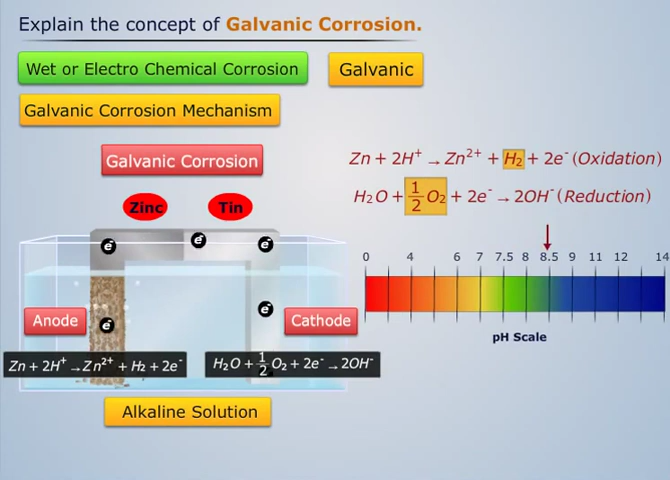 Explain the concept of Galvanic Corrosion.
Wet or Electro Chemical Corrosion
Galvanic
Galvanic Corrosion Mechanism
Galvanic Corrosion
Zn + 2H⁺ → Zn²⁺ + H₂ + 2e⁻ (Oxidation)
H₂O + 1/2 O₂ + 2e⁻ → 2OH⁻ (Reduction)
Zinc
Tin
e⁻ e⁻ e⁻
0 4 6 7 7.5 8 8.5 9 11 12 14
e⁻
Anode
e⁻
Cathode
pH Scale
Zn + 2H⁺ → Zn²⁺ + H₂ + 2e⁻
H₂O + 1/2 O₂ + 2e⁻ → 2OH⁻
Alkaline Solution